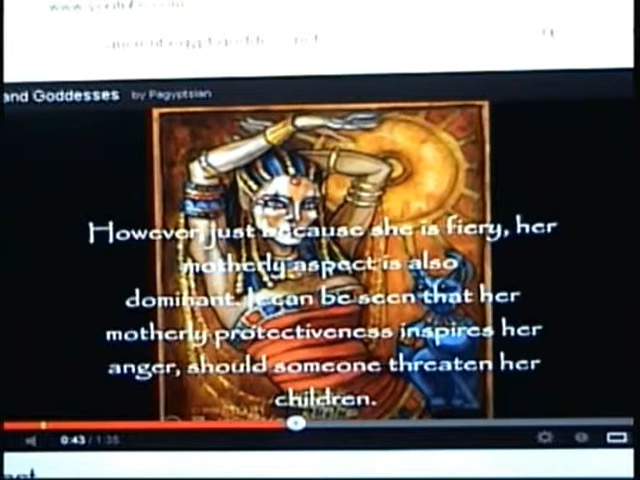 and Goddesses by Pagyptsian
However, just because she is fiery, her
motherly aspect is also
dominant. It can be seen that her
motherly protectiveness inspires her
anger, should someone threaten her
children.
0:43 / 1:35